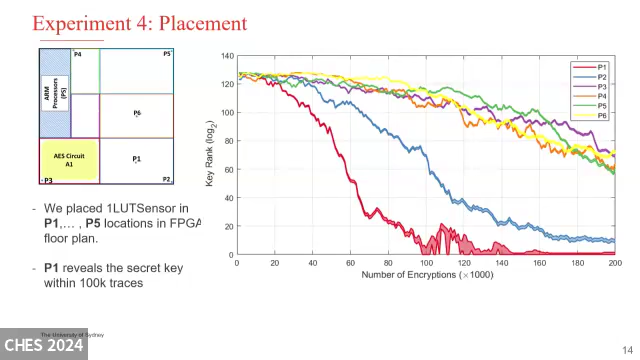 Experiment 4: Placement
P4
P5
ARM
Processors
(PS)
P6
AES Circuit
A1
P1
P3
P2
- We placed 1LUTSensor in
P1,… , P5 locations in FPGA
floor plan.
- P1 reveals the secret key
within 100k traces
Key Rank (log2)
140
120
100
80
60
40
20
0
0 20 40 60 80 100 120 140 160 180 200
Number of Encryptions (×1000)
P1
P2
P3
P4
P5
P6
The University of Sydney
CHES 2024
14